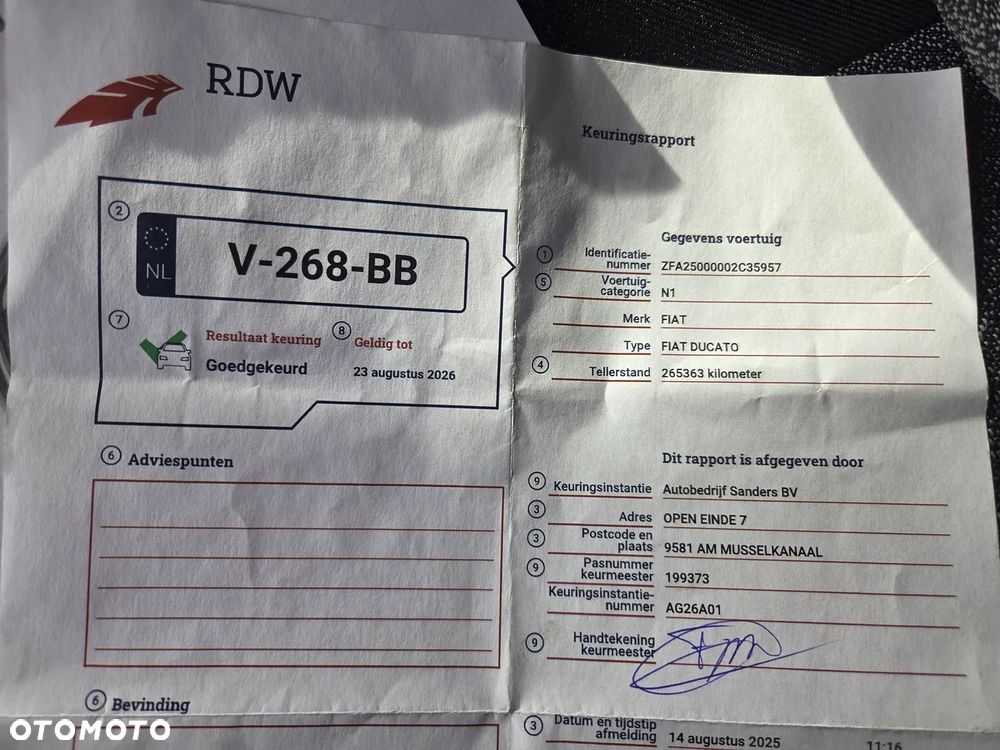 RDW
Keuringsrapport
2
NL
V-268-BB
7
Resultaat keuring
Goedgekeurd
8
Geldig tot
23 augustus 2026
6 Adviespunten
6 Bevinding
Gegevens voertuig
1 Identificatie-
nummer ZFA25000002C35957
5 Voertuig-
categorie N1
Merk FIAT
Type FIAT DUCATO
4 Tellerstand 265363 kilometer
Dit rapport is afgegeven door
9 Keuringsinstantie Autobedrijf Sanders BV
3 Adres OPEN EINDE 7
3 Postcode en
plaats 9581 AM MUSSELKANAAL
9 Pasnummer
keurmeester 199373
Keuringsinstantie-
nummer AG26A01
9 Handtekening
keurmeester
3 Datum en tijdstip
afmelding 14 augustus 2025 11:16
OTOMOTO